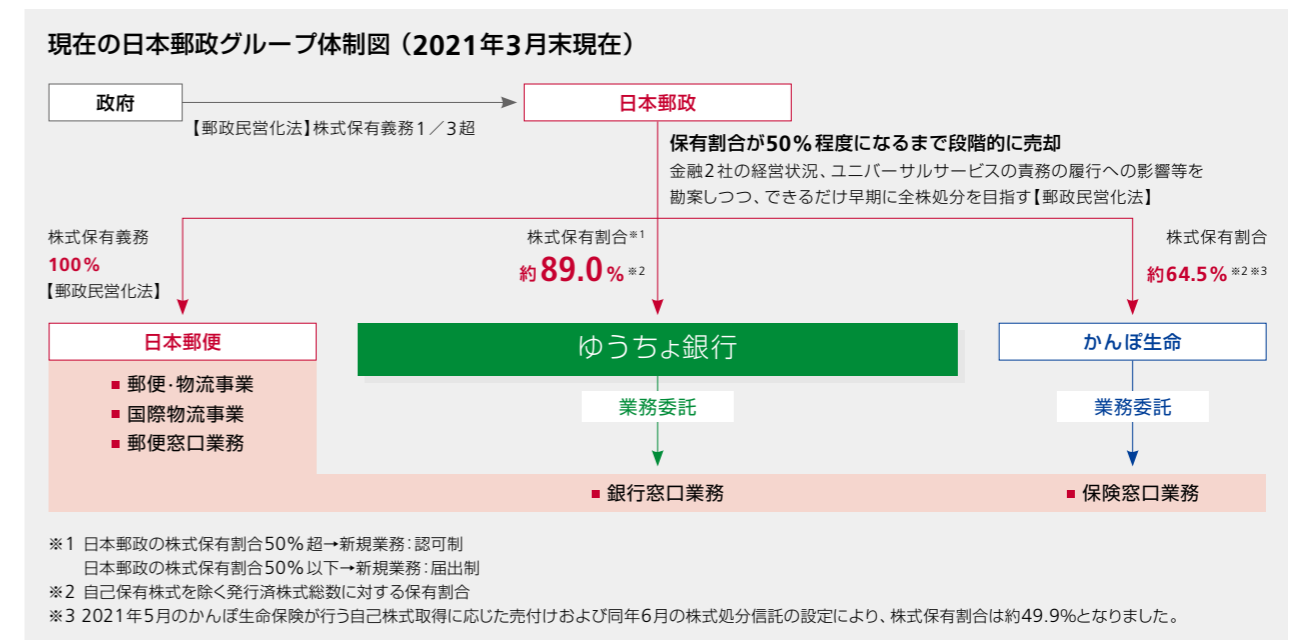 現在の日本郵政グループ体制図（2021年3月末現在）
政府
日本郵政
【郵政民営化法】株式保有義務1／3超
保有割合が50%程度になるまで段階的に売却
金融2社の経営状況、ユニバーサルサービスの責務の履行への影響等を
勘案しつつ、できるだけ早期に全株処分を目指す【郵政民営化法】
株式保有義務
100%
【郵政民営化法】
株式保有割合※1
約89.0%※2
株式保有割合
約64.5%※2※3
日本郵便
ゆうちょ銀行
かんぽ生命
■ 郵便・物流事業
■ 国際物流事業
■ 郵便窓口業務
業務委託
業務委託
■ 銀行窓口業務
■ 保険窓口業務
※1 日本郵政の株式保有割合50%超→新規業務：認可制
日本郵政の株式保有割合50%以下→新規業務：届出制
※2 自己保有株式を除く発行済株式総数に対する保有割合
※3 2021年5月のかんぽ生命保険が行う自己株式取得に応じた売付けおよび同年6月の株式処分信託の設定により、株式保有割合は約49.9%となりました。